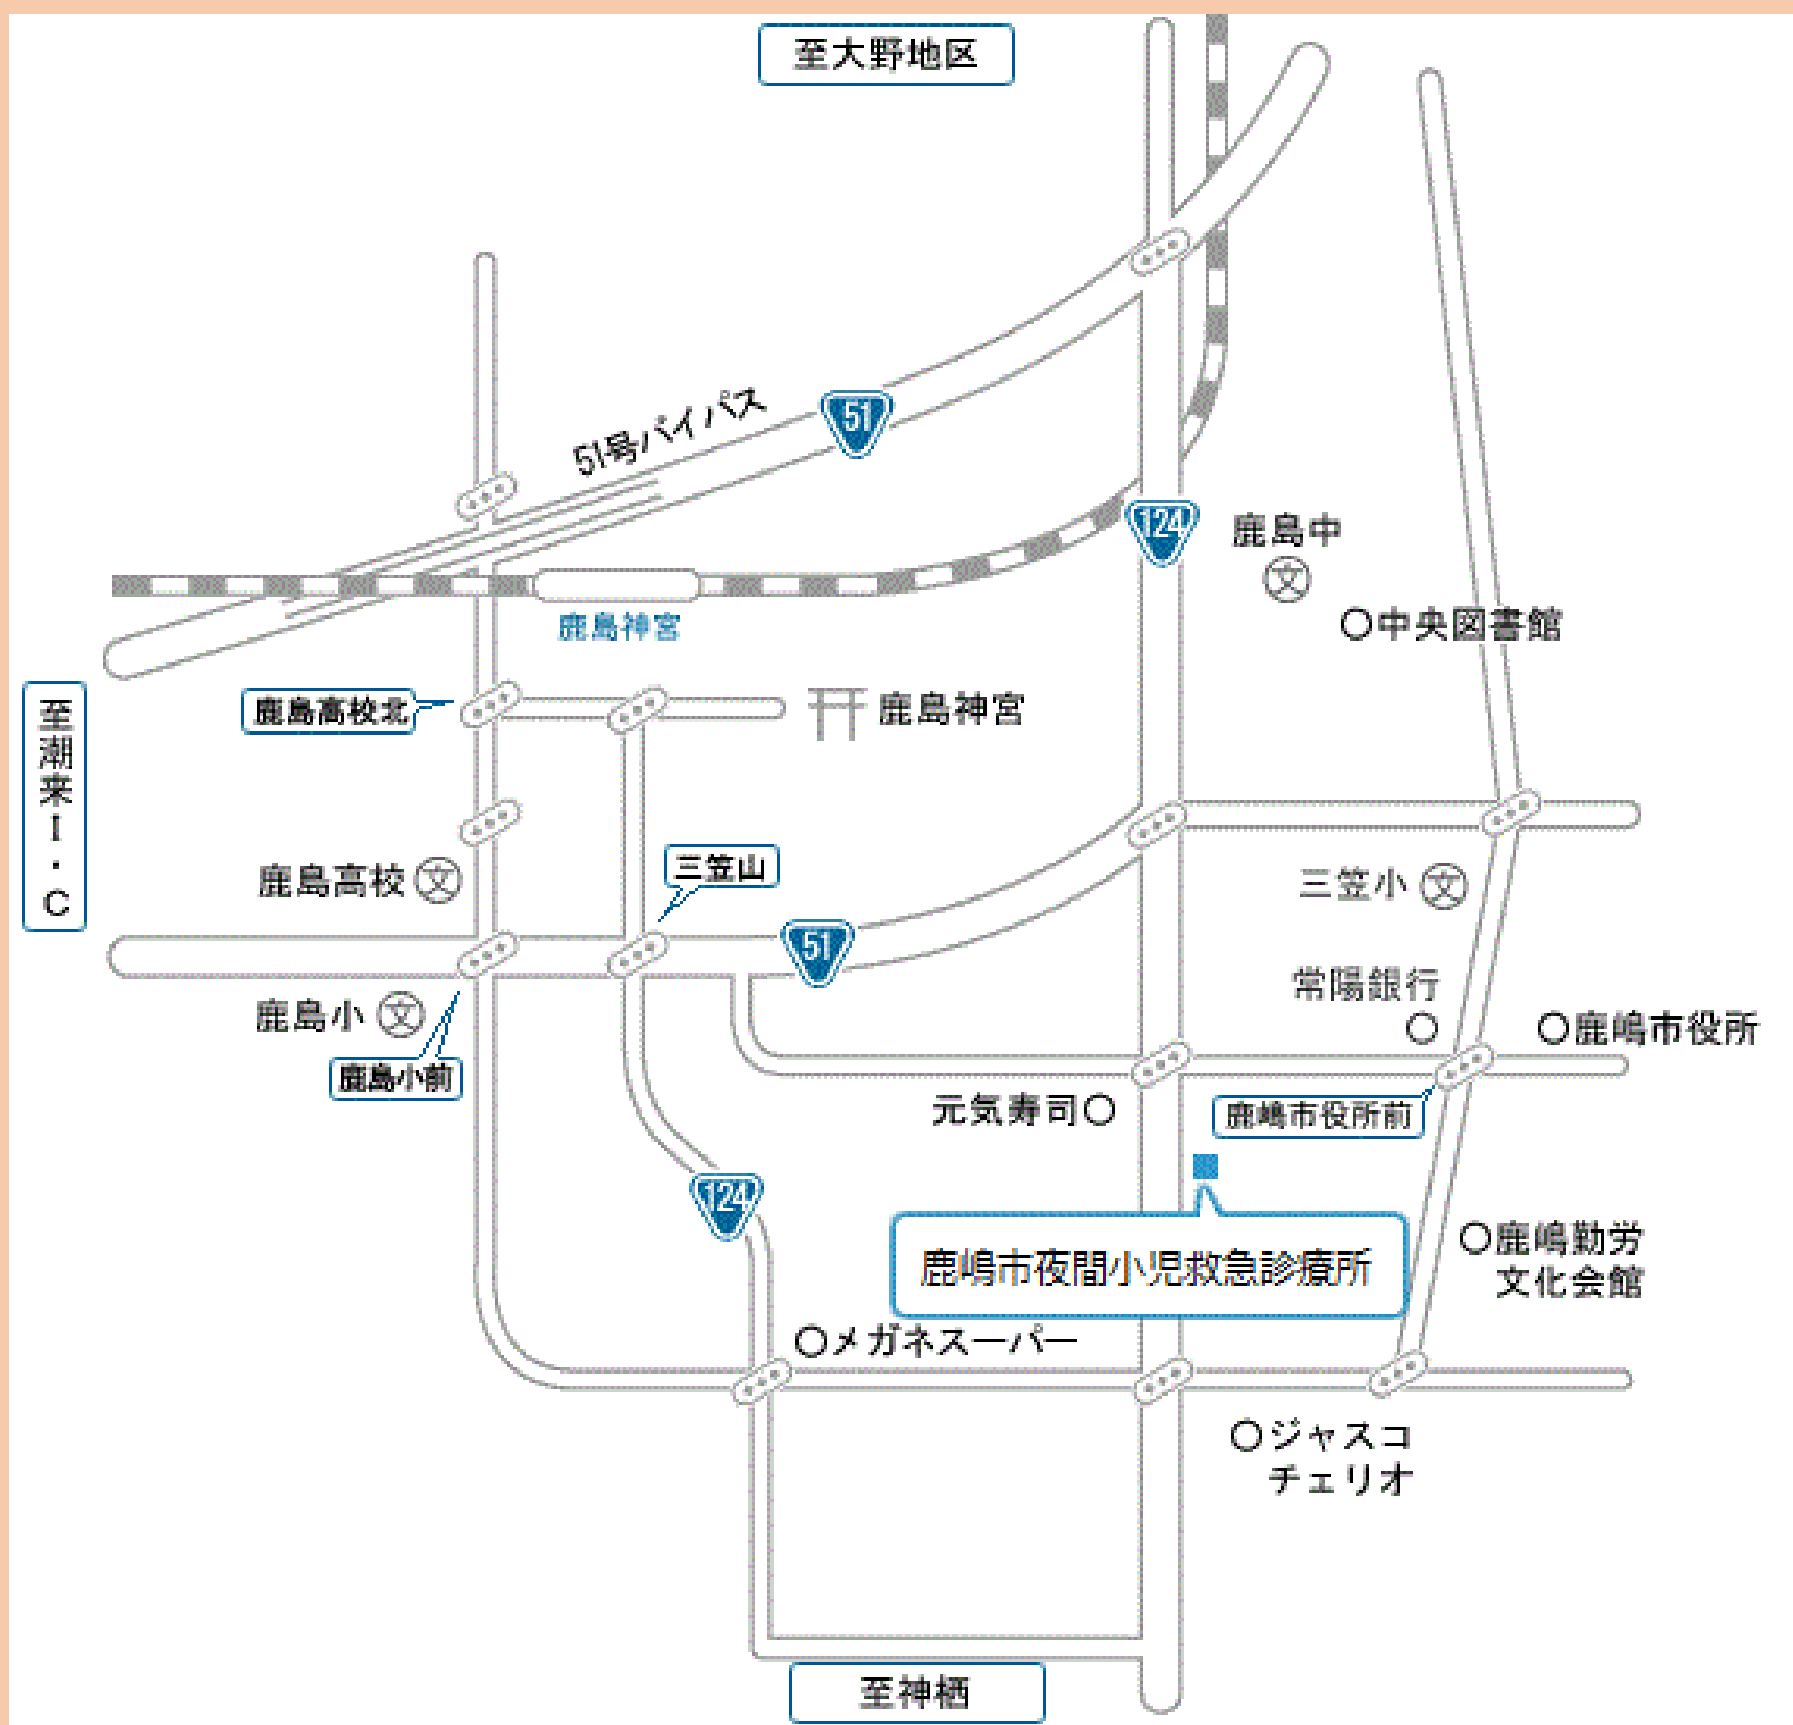 至大野地区
51号バイパス
51
124
鹿島中
文
中央図書館
鹿島神宮
鹿島高校北
鹿島神宮
至潮来I・C
三笠山
鹿島高校
文
三笠小
文
51
常陽銀行
鹿島小
文
鹿嶋市役所
鹿島小前
元気寿司
鹿嶋市役所前
124
鹿嶋市夜間小児救急診療所
鹿嶋勤労
文化会館
メガネスーパー
ジャスコ
チェリオ
至神栖